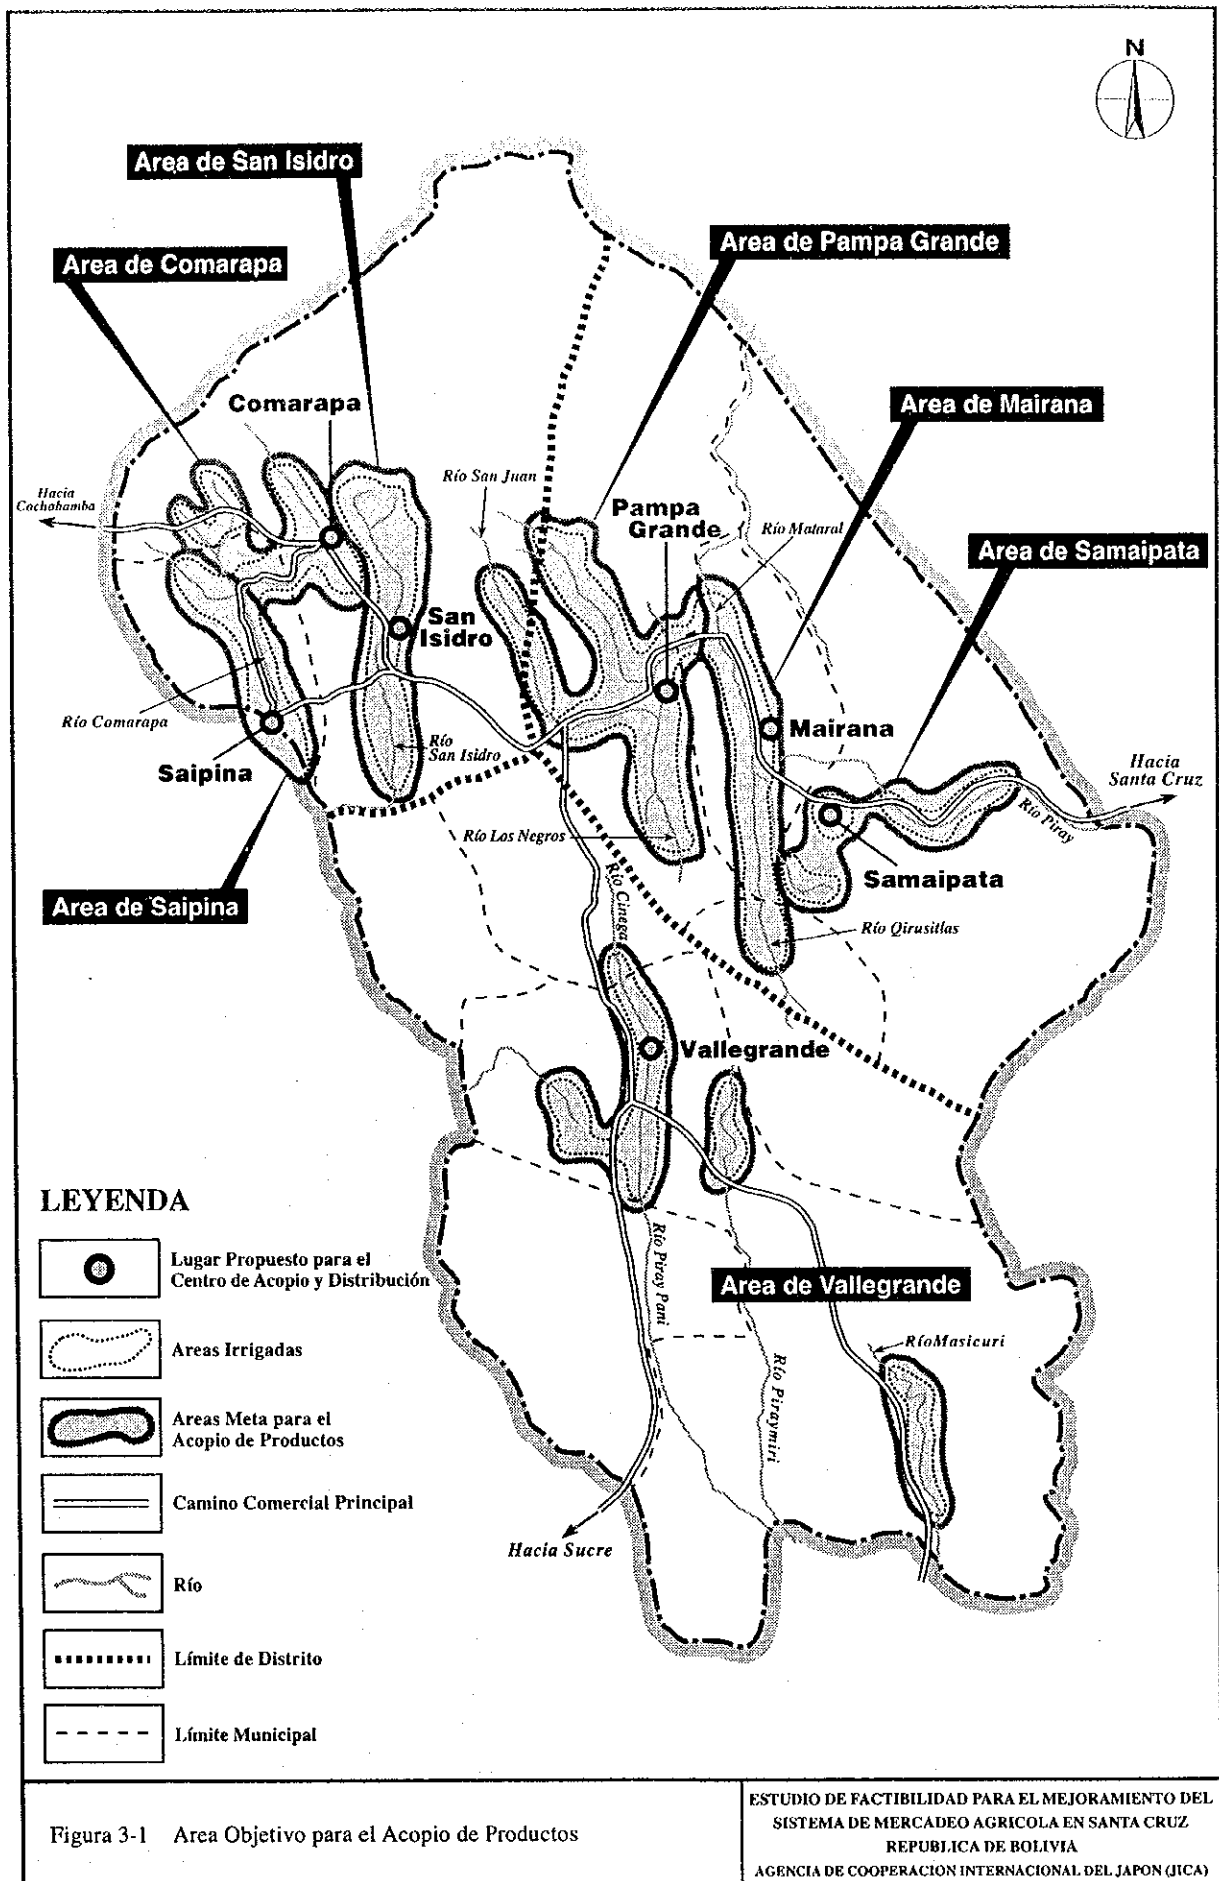 N
Area de San Isidro
Area de Pampa Grande
Area de Comarapa
Comarapa
Area de Mairana
Río San Juan
Hacia
Cochabamba
Pampa
Grande
Río Mataral
Area de Samaipata
San
Isidro
Río Comarapa
Mairana
Río
San Isidro
Saipina
Hacia
Santa Cruz
Río Piray
Río Los Negros
Samaipata
Area de Saipina
Río Cinega
Río Qirusitlas
Vallegrande
LEYENDA
Lugar Propuesto para el
Centro de Acopio y Distribución
Areas Irrigadas
Areas Meta para el
Acopio de Productos
Camino Comercial Principal
Río
Límite de Distrito
Límite Municipal
Río Piray Pani
Area de Vallegrande
RíoMasicuri
Río Piraymiri
Hacia Sucre
Figura 3-1 Area Objetivo para el Acopio de Productos
ESTUDIO DE FACTIBILIDAD PARA EL MEJORAMIENTO DEL
SISTEMA DE MERCADEO AGRICOLA EN SANTA CRUZ
REPUBLICA DE BOLIVIA
AGENCIA DE COOPERACION INTERNACIONAL DEL JAPON (JICA)